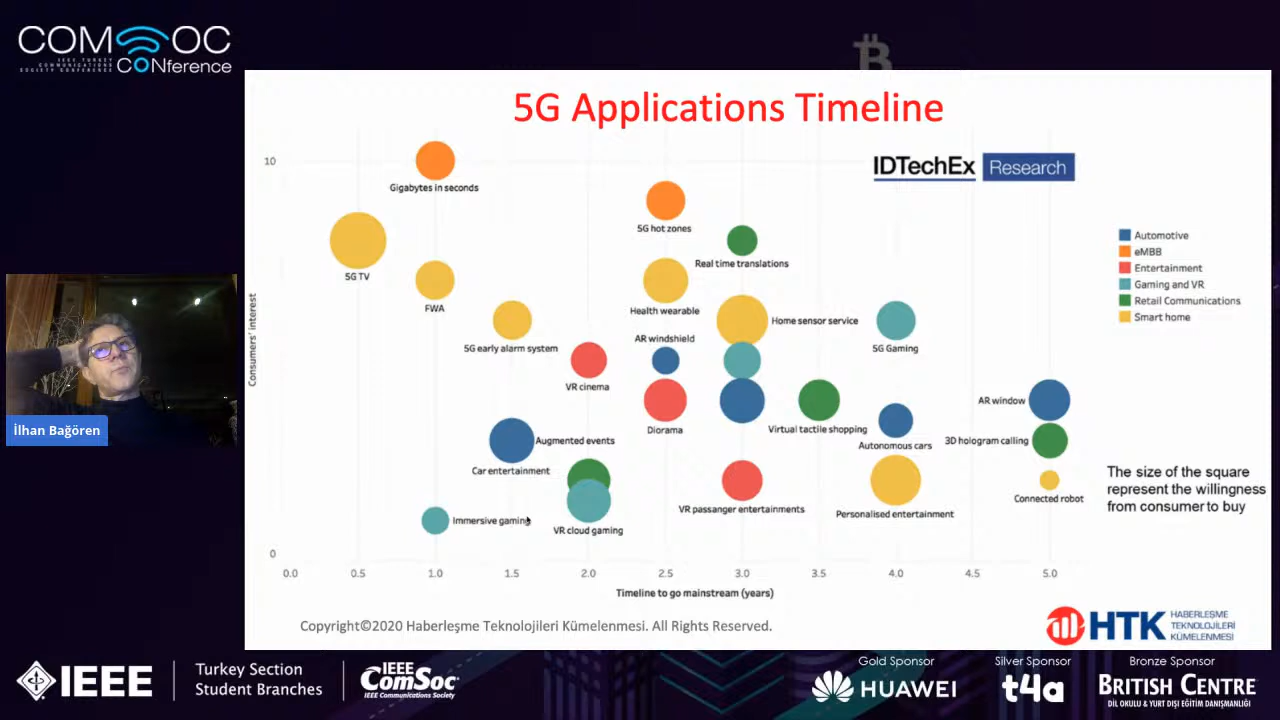 COMSOC
IEEE TURKEY
COMMUNICATIONS
SOCIETY CONFERENCE
CONference
5G Applications Timeline
IDTechEx Research
10
Gigabytes in seconds
5G hot zones
5G TV
Real time translations
FWA
Health wearable
Home sensor service
5G early alarm system
5G Gaming
AR windshield
VR cinema
Diorama
Virtual tactile shopping
AR window
Autonomous cars
3D hologram calling
Augmented events
Car entertainment
VR passanger entertainments
Personalised entertainment
Connected robot
Immersive gaming
VR cloud gaming
0
Consumers' interest
0.0 0.5 1.0 1.5 2.0 2.5 3.0 3.5 4.0 4.5 5.0
Timeline to go mainstream (years)
Automotive
eMBB
Entertainment
Gaming and VR
Retail Communications
Smart home
The size of the square
represent the willingness
from consumer to buy
Copyright©2020 Haberleşme Teknolojileri Kümelenmesi. All Rights Reserved.
HTK
HABERLEŞME
TEKNOLOJİLERİ
KÜMELENMESİ
İlhan Bağören
IEEE
Turkey Section
Student Branches
IEEE
ComSoc
IEEE Communications Society
Gold Sponsor
HUAWEI
Silver Sponsor
t4a
Bronze Sponsor
BRITISH CENTRE
DİL OKULU & YURT DIŞI EĞİTİM DANIŞMANLIĞI